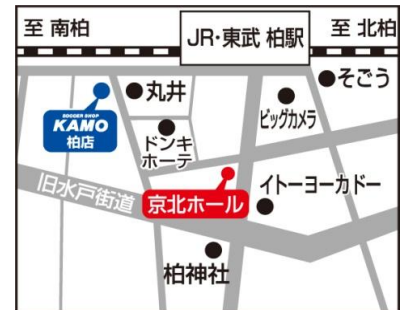 至 南柏
JR・東武 柏駅
至 北柏
そごう
丸井
ビッグカメラ
SOCCER SHOP
KAMO
柏店
ドンキ
ホーテ
旧水戸街道
京北ホール
イトーヨーカドー
柏神社